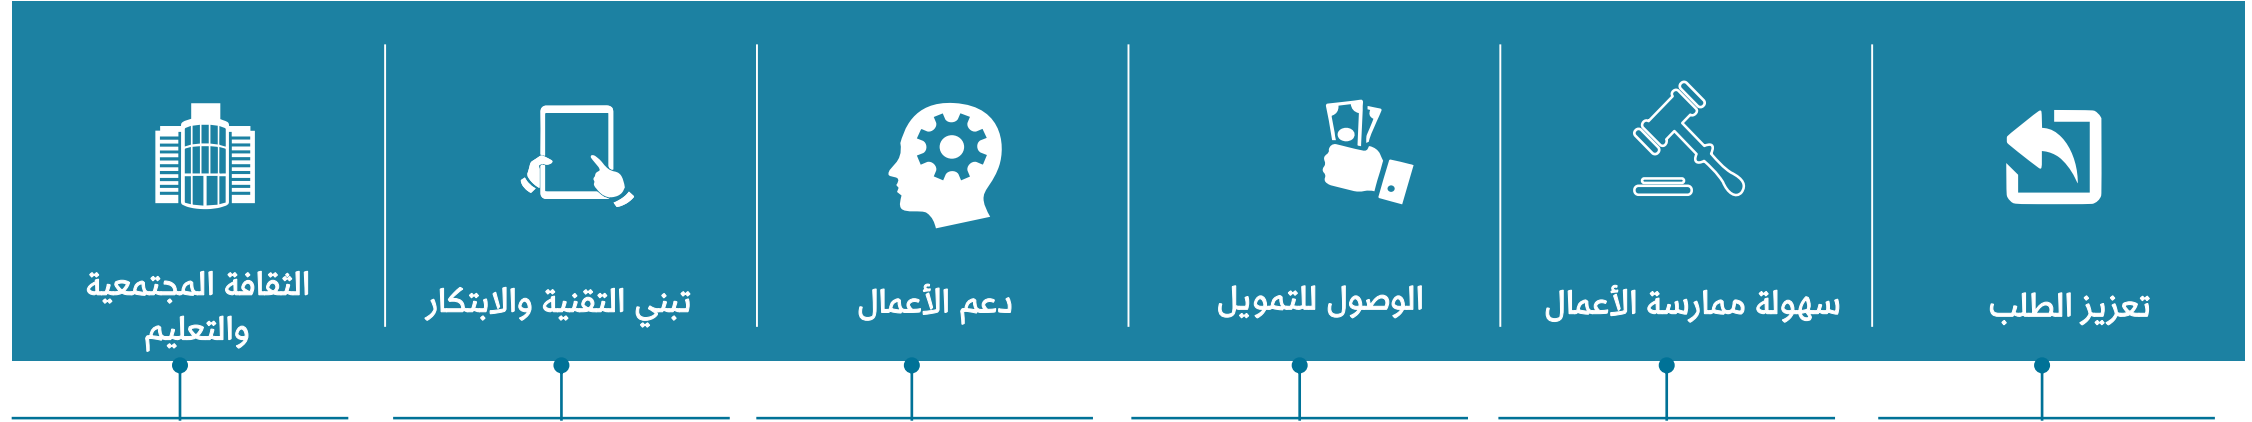 تعزيز الطلب
سهولة ممارسة الأعمال
الوصول للتمويل
دعم الأعمال
تبني التقنية والابتكار
الثقافة المجتمعية
والتعليم